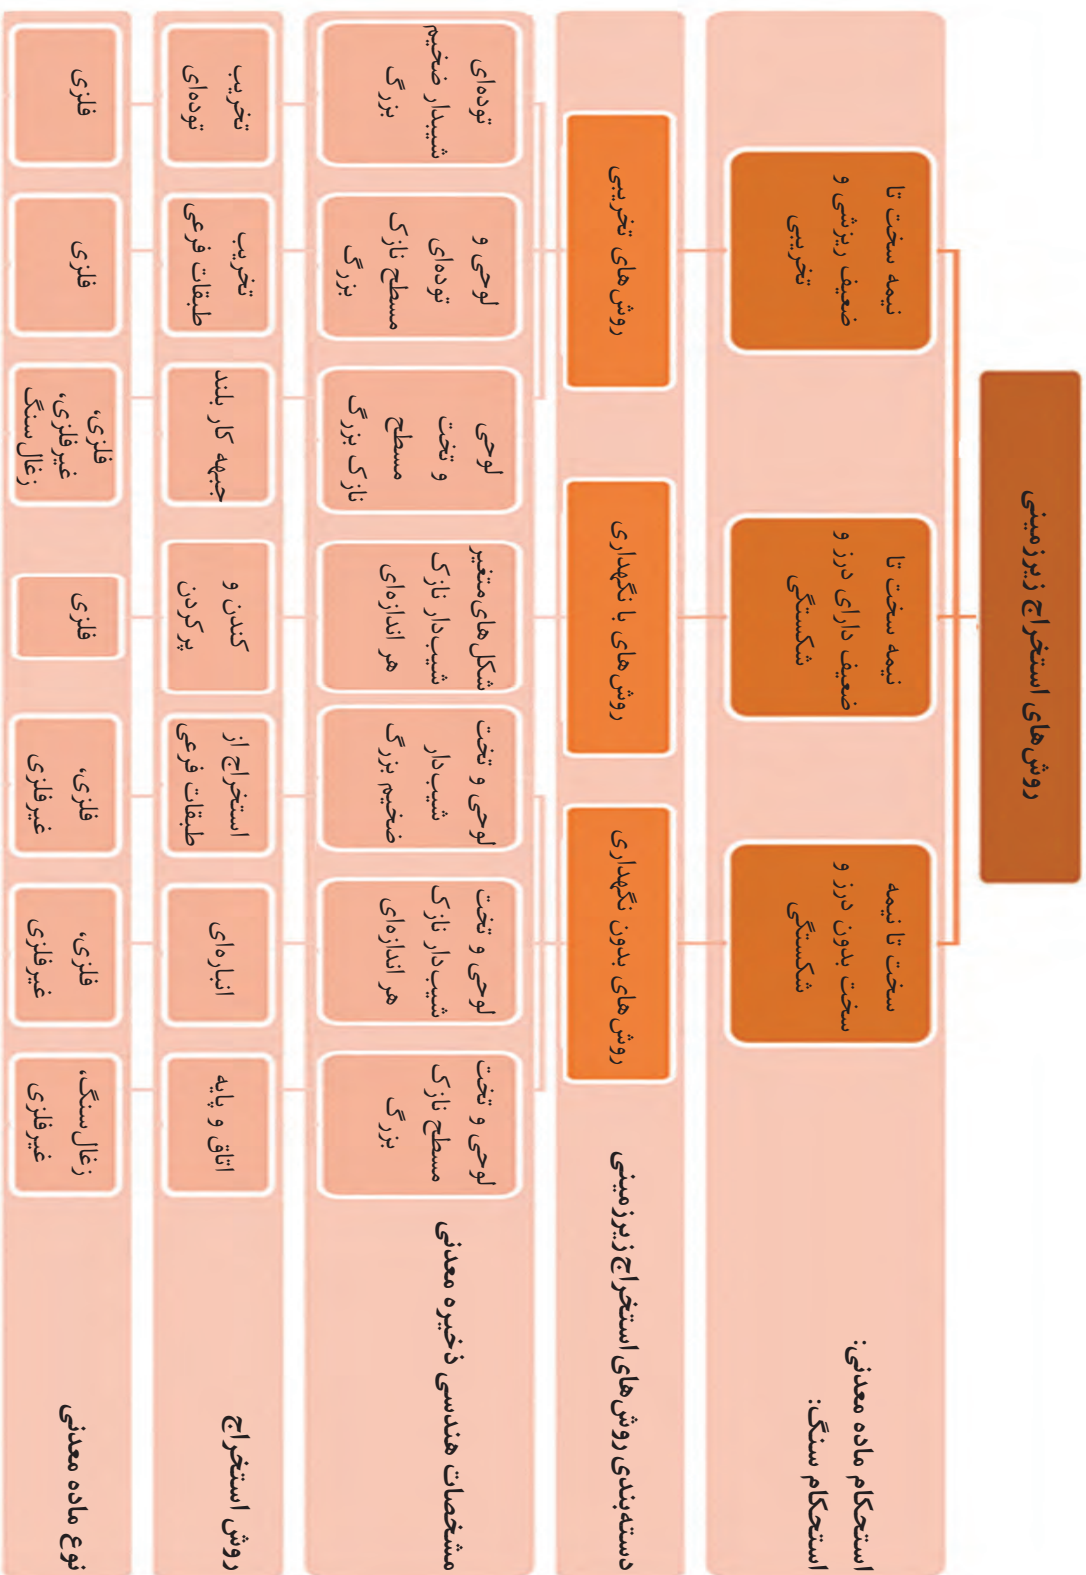 روش‌های استخراج زیرزمینی
استحکام ماده معدنی:
استحکام سنگ:
سخت تا نیمه
سخت بدون درز و
شکستگی
نیمه سخت تا
ضعیف دارای درز و
شکستگی
نیمه سخت تا
ضعیف ریزشی و
تخریبی
دسته‌بندی روش‌های استخراج زیرزمینی
روش‌های بدون نگهداری
روش‌های با نگهداری
روش‌های تخریبی
مشخصات هندسی ذخیره معدنی
لوحی و تخت
مسطح نازک
بزرگ
لوحی و تخت
شیب‌دار نازک
هر اندازه‌ای
لوحی و تخت
شیب‌دار
ضخیم بزرگ
شکل‌های متغیر
شیب‌دار نازک
هر اندازه‌ای
لوحی
و تخت
مسطح
نازک بزرگ
لوحی و
توده‌ای
مسطح نازک
بزرگ
توده‌ای
شیبدار ضخیم
بزرگ
روش استخراج
اتاق و پایه
انباره‌ای
استخراج از
طبقات فرعی
کندن و
پر کردن
جبهه کار بلند
تخریب
طبقات فرعی
تخریب
توده‌ای
نوع ماده معدنی
زغال سنگ،
غیرفلزی
فلزی،
غیرفلزی
فلزی،
غیرفلزی
فلزی
فلزی،
غیرفلزی،
زغال سنگ
فلزی
فلزی